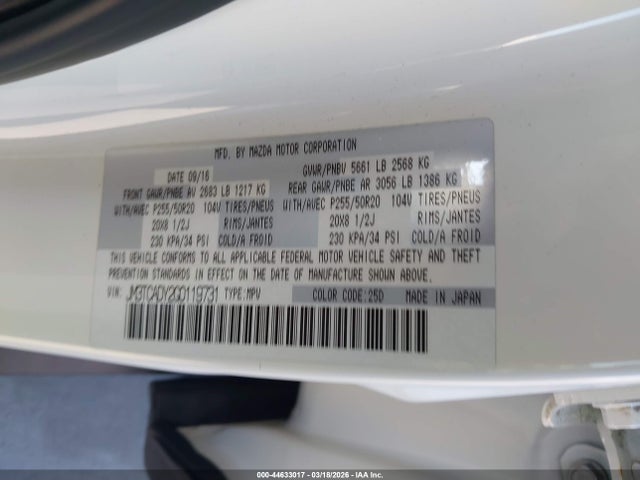 MFD. BY MAZDA MOTOR CORPORATION
DATE 09/16 GVWR/PNBV 5661 LB 2568 KG
FRONT GAWR/PNBE AV 2683 LB 1217 KG REAR GAWR/PNBE AR 3056 LB 1386 KG
WITH/AVEC P255/50R20 104V TIRES/PNEUS WITH/AVEC P255/50R20 104V TIRES/PNEUS
20X8 1/2J RIMS/JANTES 20X8 1/2J RIMS/JANTES
230 KPA/34 PSI COLD/A FROID 230 KPA/34 PSI COLD/A FROID
THIS VEHICLE CONFORMS TO ALL APPLICABLE FEDERAL MOTOR VEHICLE SAFETY AND THEFT
PREVENTION STANDARDS IN EFFECT ON THE DATE OF MANUFACTURE SHOWN ABOVE.
VIN: JM3TCADY2G0119731 TYPE:MPV COLOR CODE:25D MADE IN JAPAN
000-44633017 - 03/18/2026 - IAA Inc.